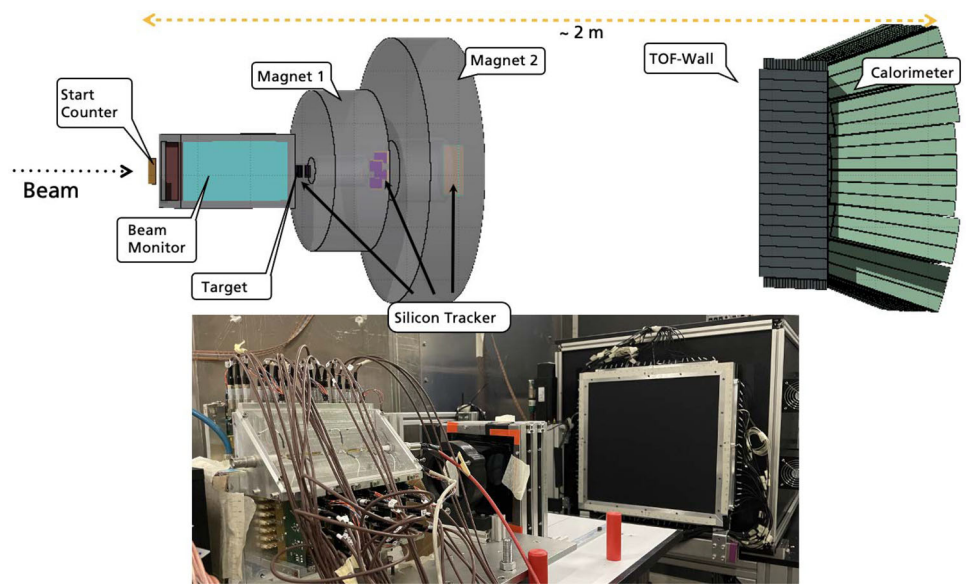 ~ 2 m
TOF-Wall
Calorimeter
Magnet 2
Magnet 1
Start
Counter
Beam
Beam
Monitor
Target
Silicon Tracker